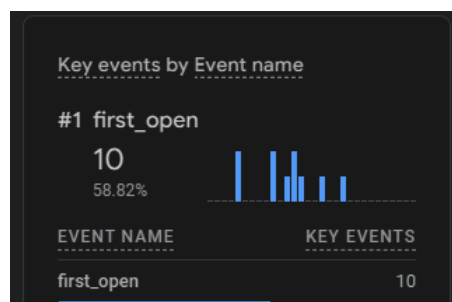 Key events by Event name
#1 first_open
10
58.82%
EVENT NAME KEY EVENTS
first_open 10